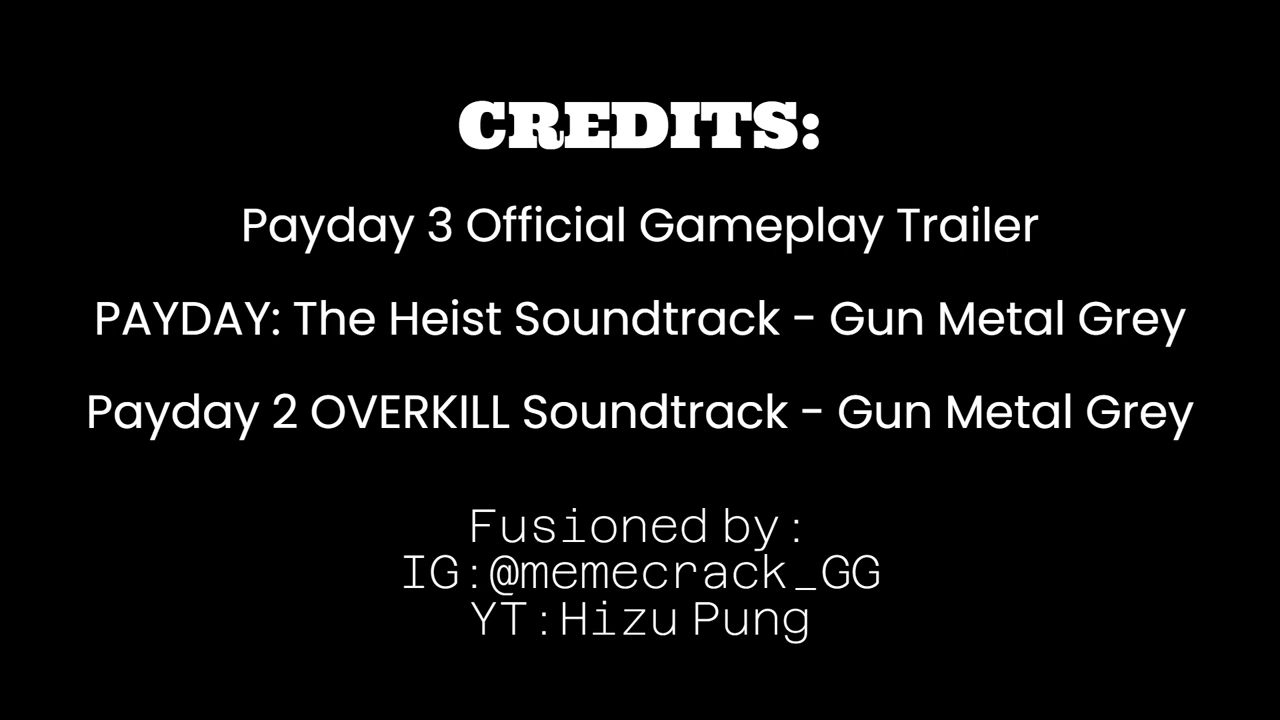 CREDITS:
Payday 3 Official Gameplay Trailer
PAYDAY: The Heist Soundtrack - Gun Metal Grey
Payday 2 OVERKILL Soundtrack - Gun Metal Grey
Fusioned by:
IG:@memecrack_GG
YT:Hizu Pung